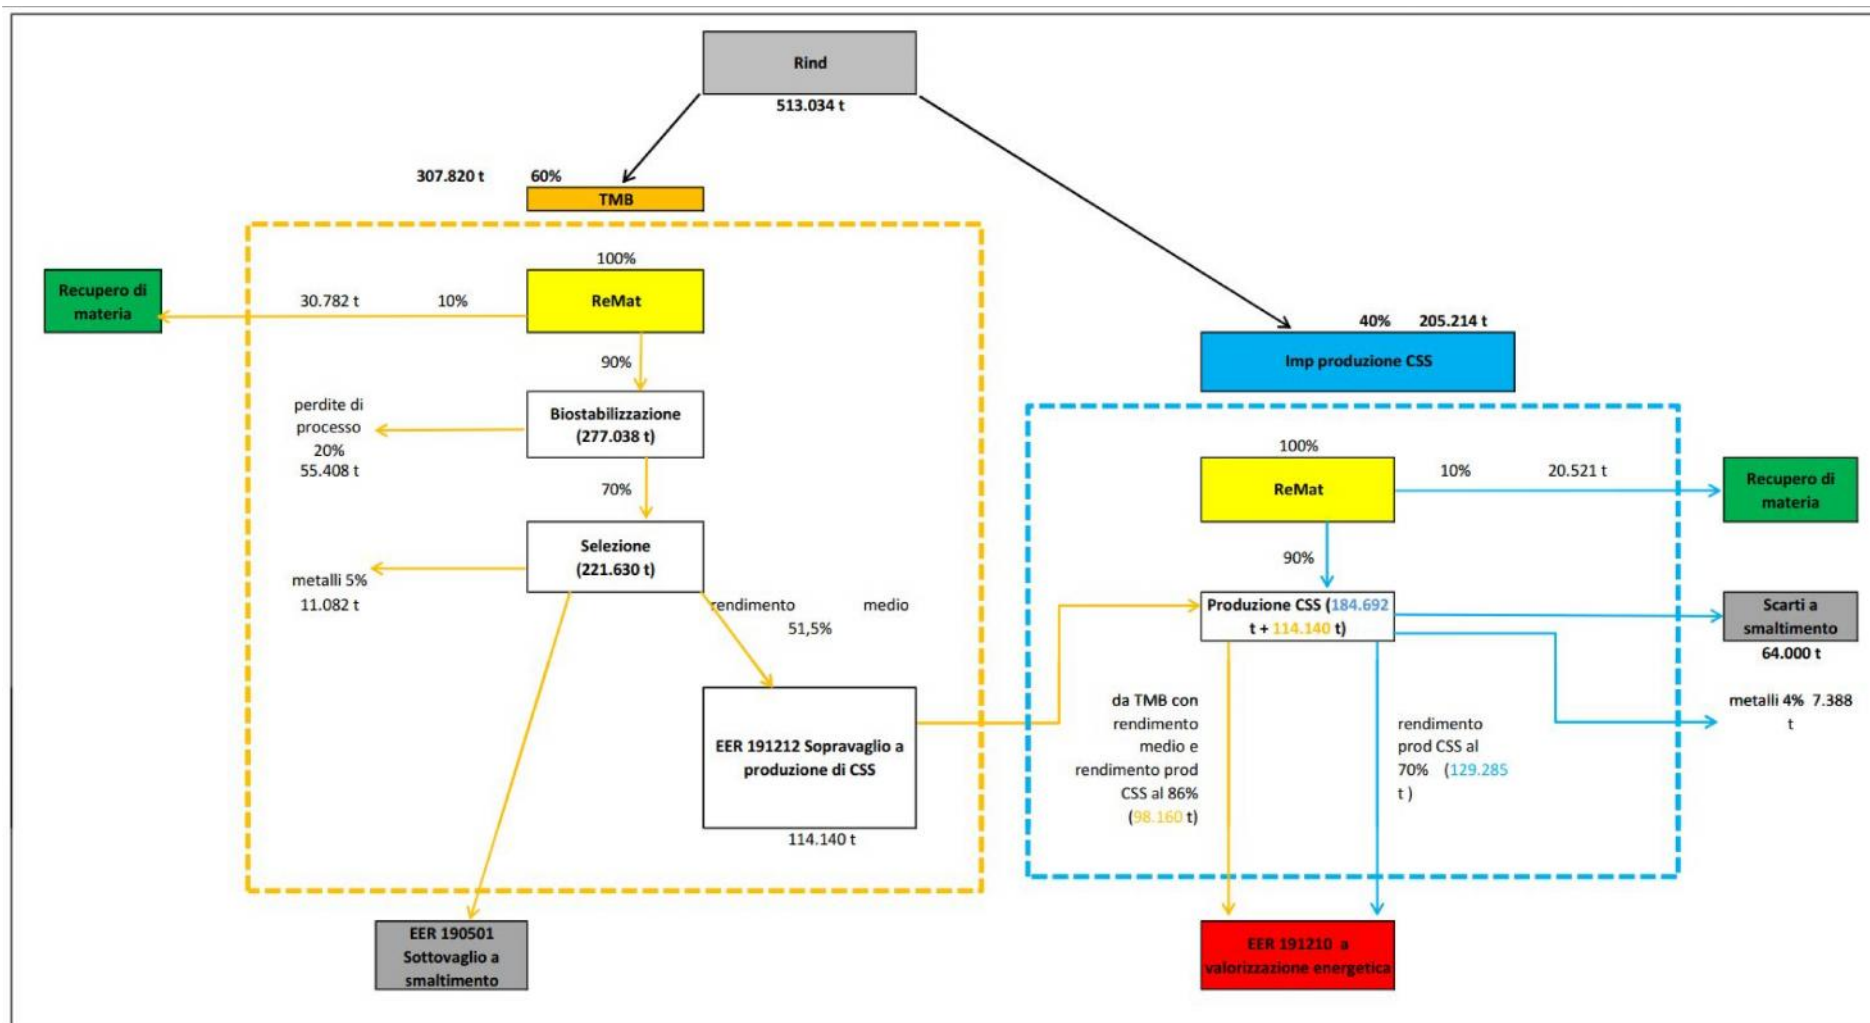 Rind
513.034 t
307.820 t 60%
TMB
100%
ReMat
Recupero di
materia
30.782 t 10%
90%
Biostabilizzazione
(277.038 t)
perdite di
processo
20%
55.408 t
70%
Selezione
(221.630 t)
metalli 5%
11.082 t
rendimento medio
51,5%
EER 191212 Sopravaglio a
produzione di CSS
114.140 t
EER 190501
Sottovaglio a
smaltimento
40% 205.214 t
Imp produzione CSS
100%
ReMat
10% 20.521 t
Recupero di
materia
90%
Produzione CSS (184.692
t + 114.140 t)
Scarti a
smaltimento
64.000 t
metalli 4% 7.388
t
da TMB con
rendimento
medio e
rendimento prod
CSS al 86%
(98.160 t)
rendimento
prod CSS al
70% (129.285
t )
EER 191210 a
valorizzazione energetica